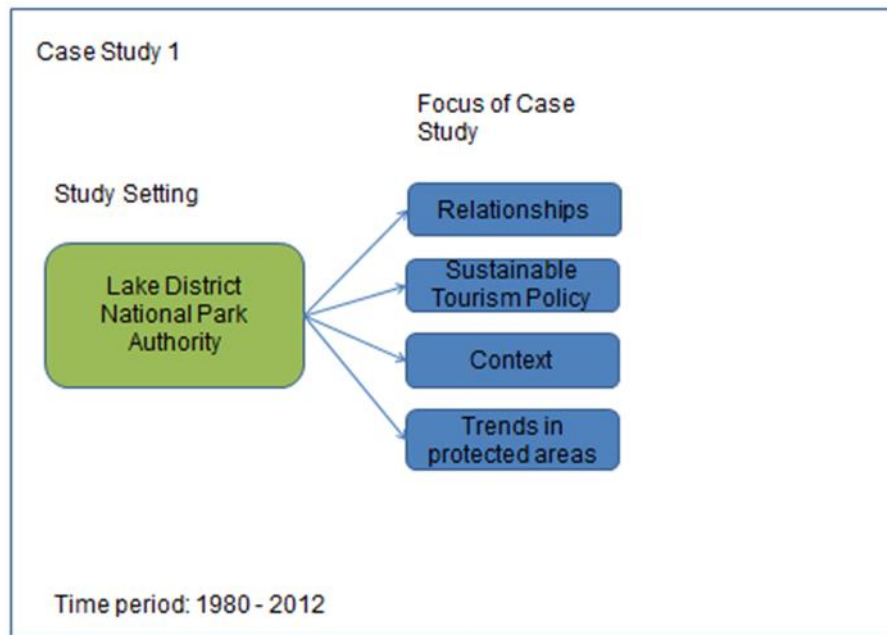 Case Study 1
Focus of Case
Study
Study Setting
Lake District
National Park
Authority
Relationships
Sustainable
Tourism Policy
Context
Trends in
protected areas
Time period: 1980 - 2012